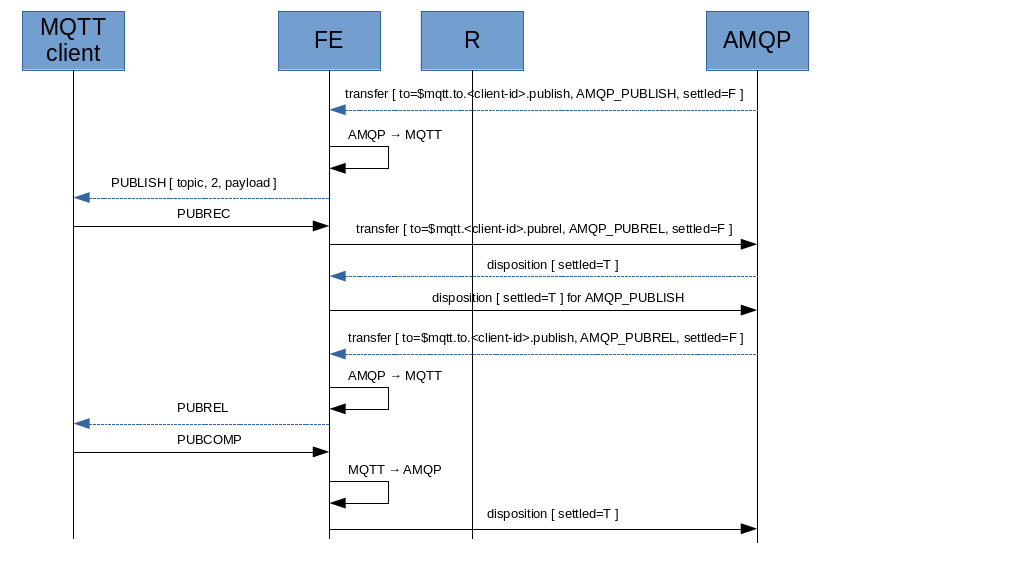 MQTT
client
FE
R
AMQP
transfer [ to=$mqtt.to.<client-id>.publish, AMQP_PUBLISH, settled=F ]
AMQP → MQTT
PUBLISH [ topic, 2, payload ]
PUBREC
transfer [ to=$mqtt.<client-id>.pubrel, AMQP_PUBREL, settled=F ]
disposition [ settled=T ]
disposition [ settled=T ] for AMQP_PUBLISH
transfer [ to=$mqtt.to.<client-id>.publish, AMQP_PUBREL, settled=F ]
AMQP → MQTT
PUBREL
PUBCOMP
MQTT → AMQP
disposition [ settled=T ]